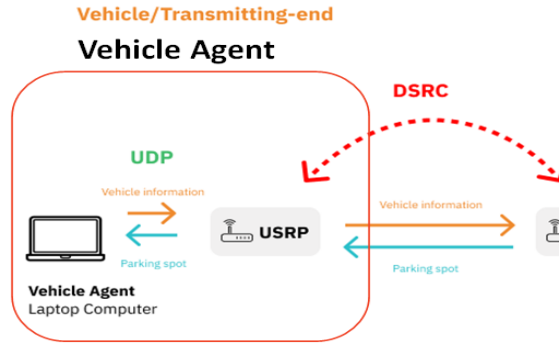 Vehicle/Transmitting-end
Vehicle Agent
DSRC
UDP
Vehicle information
Vehicle information
USRP
Parking spot
Parking spot
Vehicle Agent
Laptop Computer